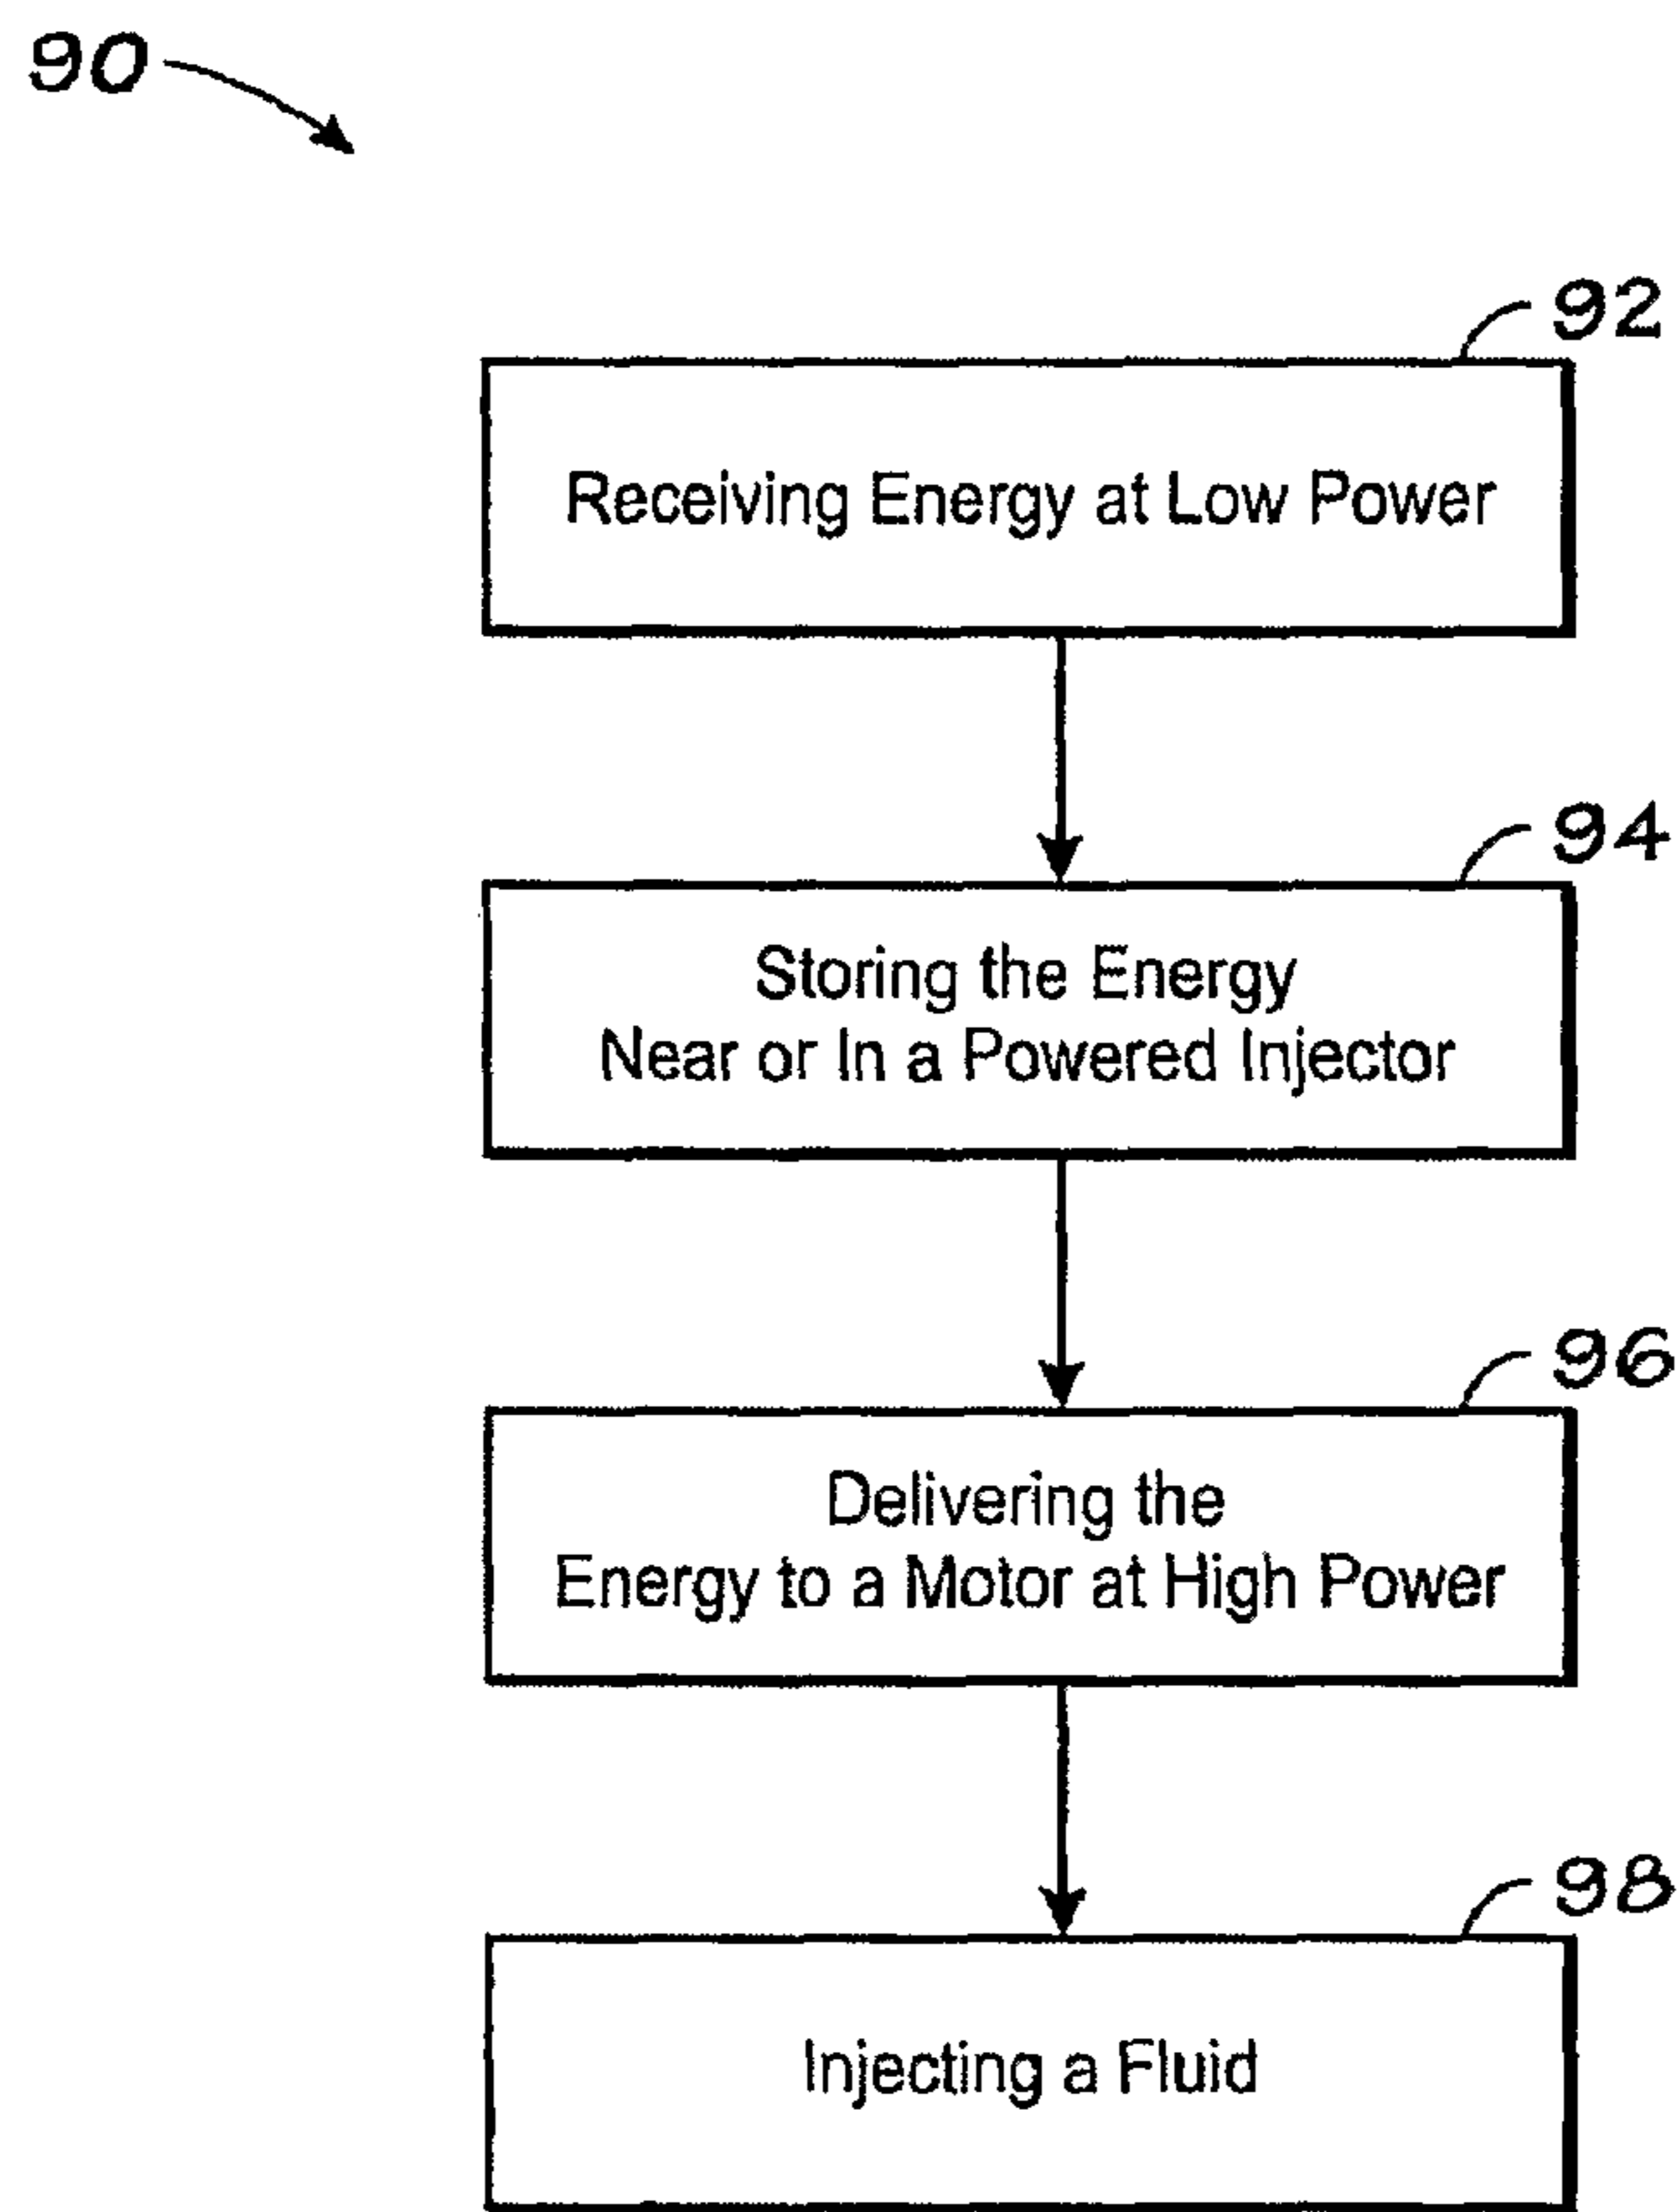 90
92
Receiving Energy at Low Power
94
Storing the Energy
Near or In a Powered Injector
96
Delivering the
Energy to a Motor at High Power
98
Injecting a Fluid